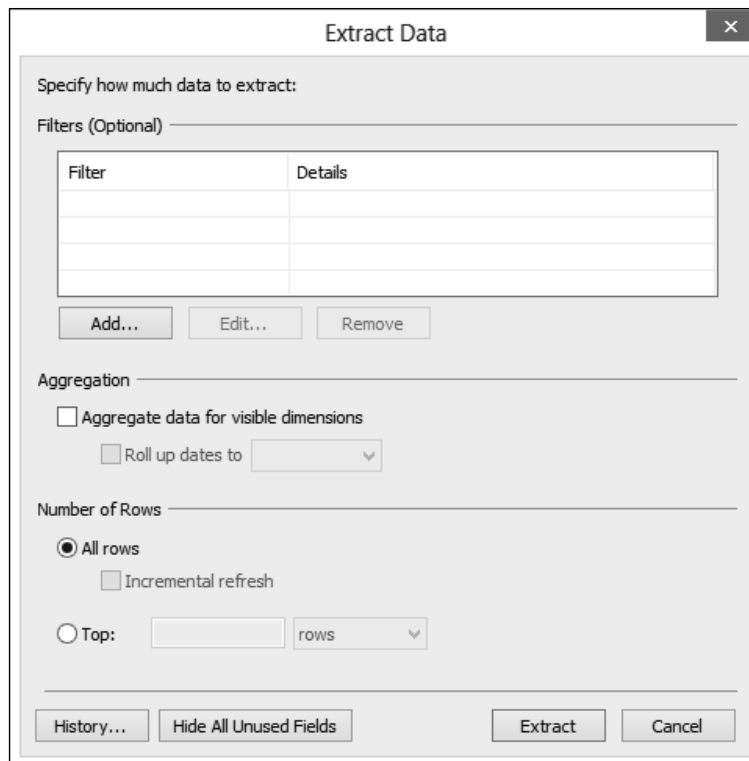 Extract Data
Specify how much data to extract:
Filters (Optional)
Filter Details
Add... Edit... Remove
Aggregation
Aggregate data for visible dimensions
Roll up dates to
Number of Rows
All rows
Incremental refresh
Top: rows
History... Hide All Unused Fields Extract Cancel